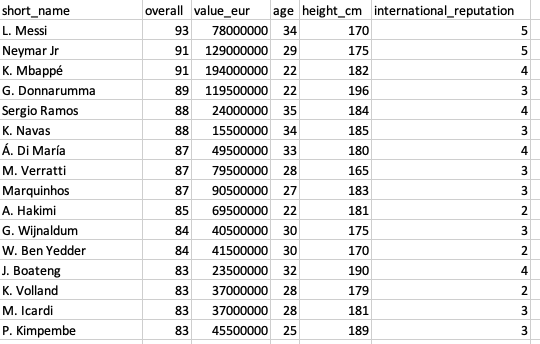 short_name overall value_eur age height_cm international_reputation
L. Messi 93 78000000 34 170 5
Neymar Jr 91 129000000 29 175 5
K. Mbappé 91 194000000 22 182 4
G. Donnarumma 89 119500000 22 196 3
Sergio Ramos 88 24000000 35 184 4
K. Navas 88 15500000 34 185 3
Á. Di María 87 49500000 33 180 4
M. Verratti 87 79500000 28 165 3
Marquinhos 87 90500000 27 183 3
A. Hakimi 85 69500000 22 181 2
G. Wijnaldum 84 40500000 30 175 3
W. Ben Yedder 84 41500000 30 170 2
J. Boateng 83 23500000 32 190 4
K. Volland 83 37000000 28 179 2
M. Icardi 83 37000000 28 181 3
P. Kimpembe 83 45500000 25 189 3